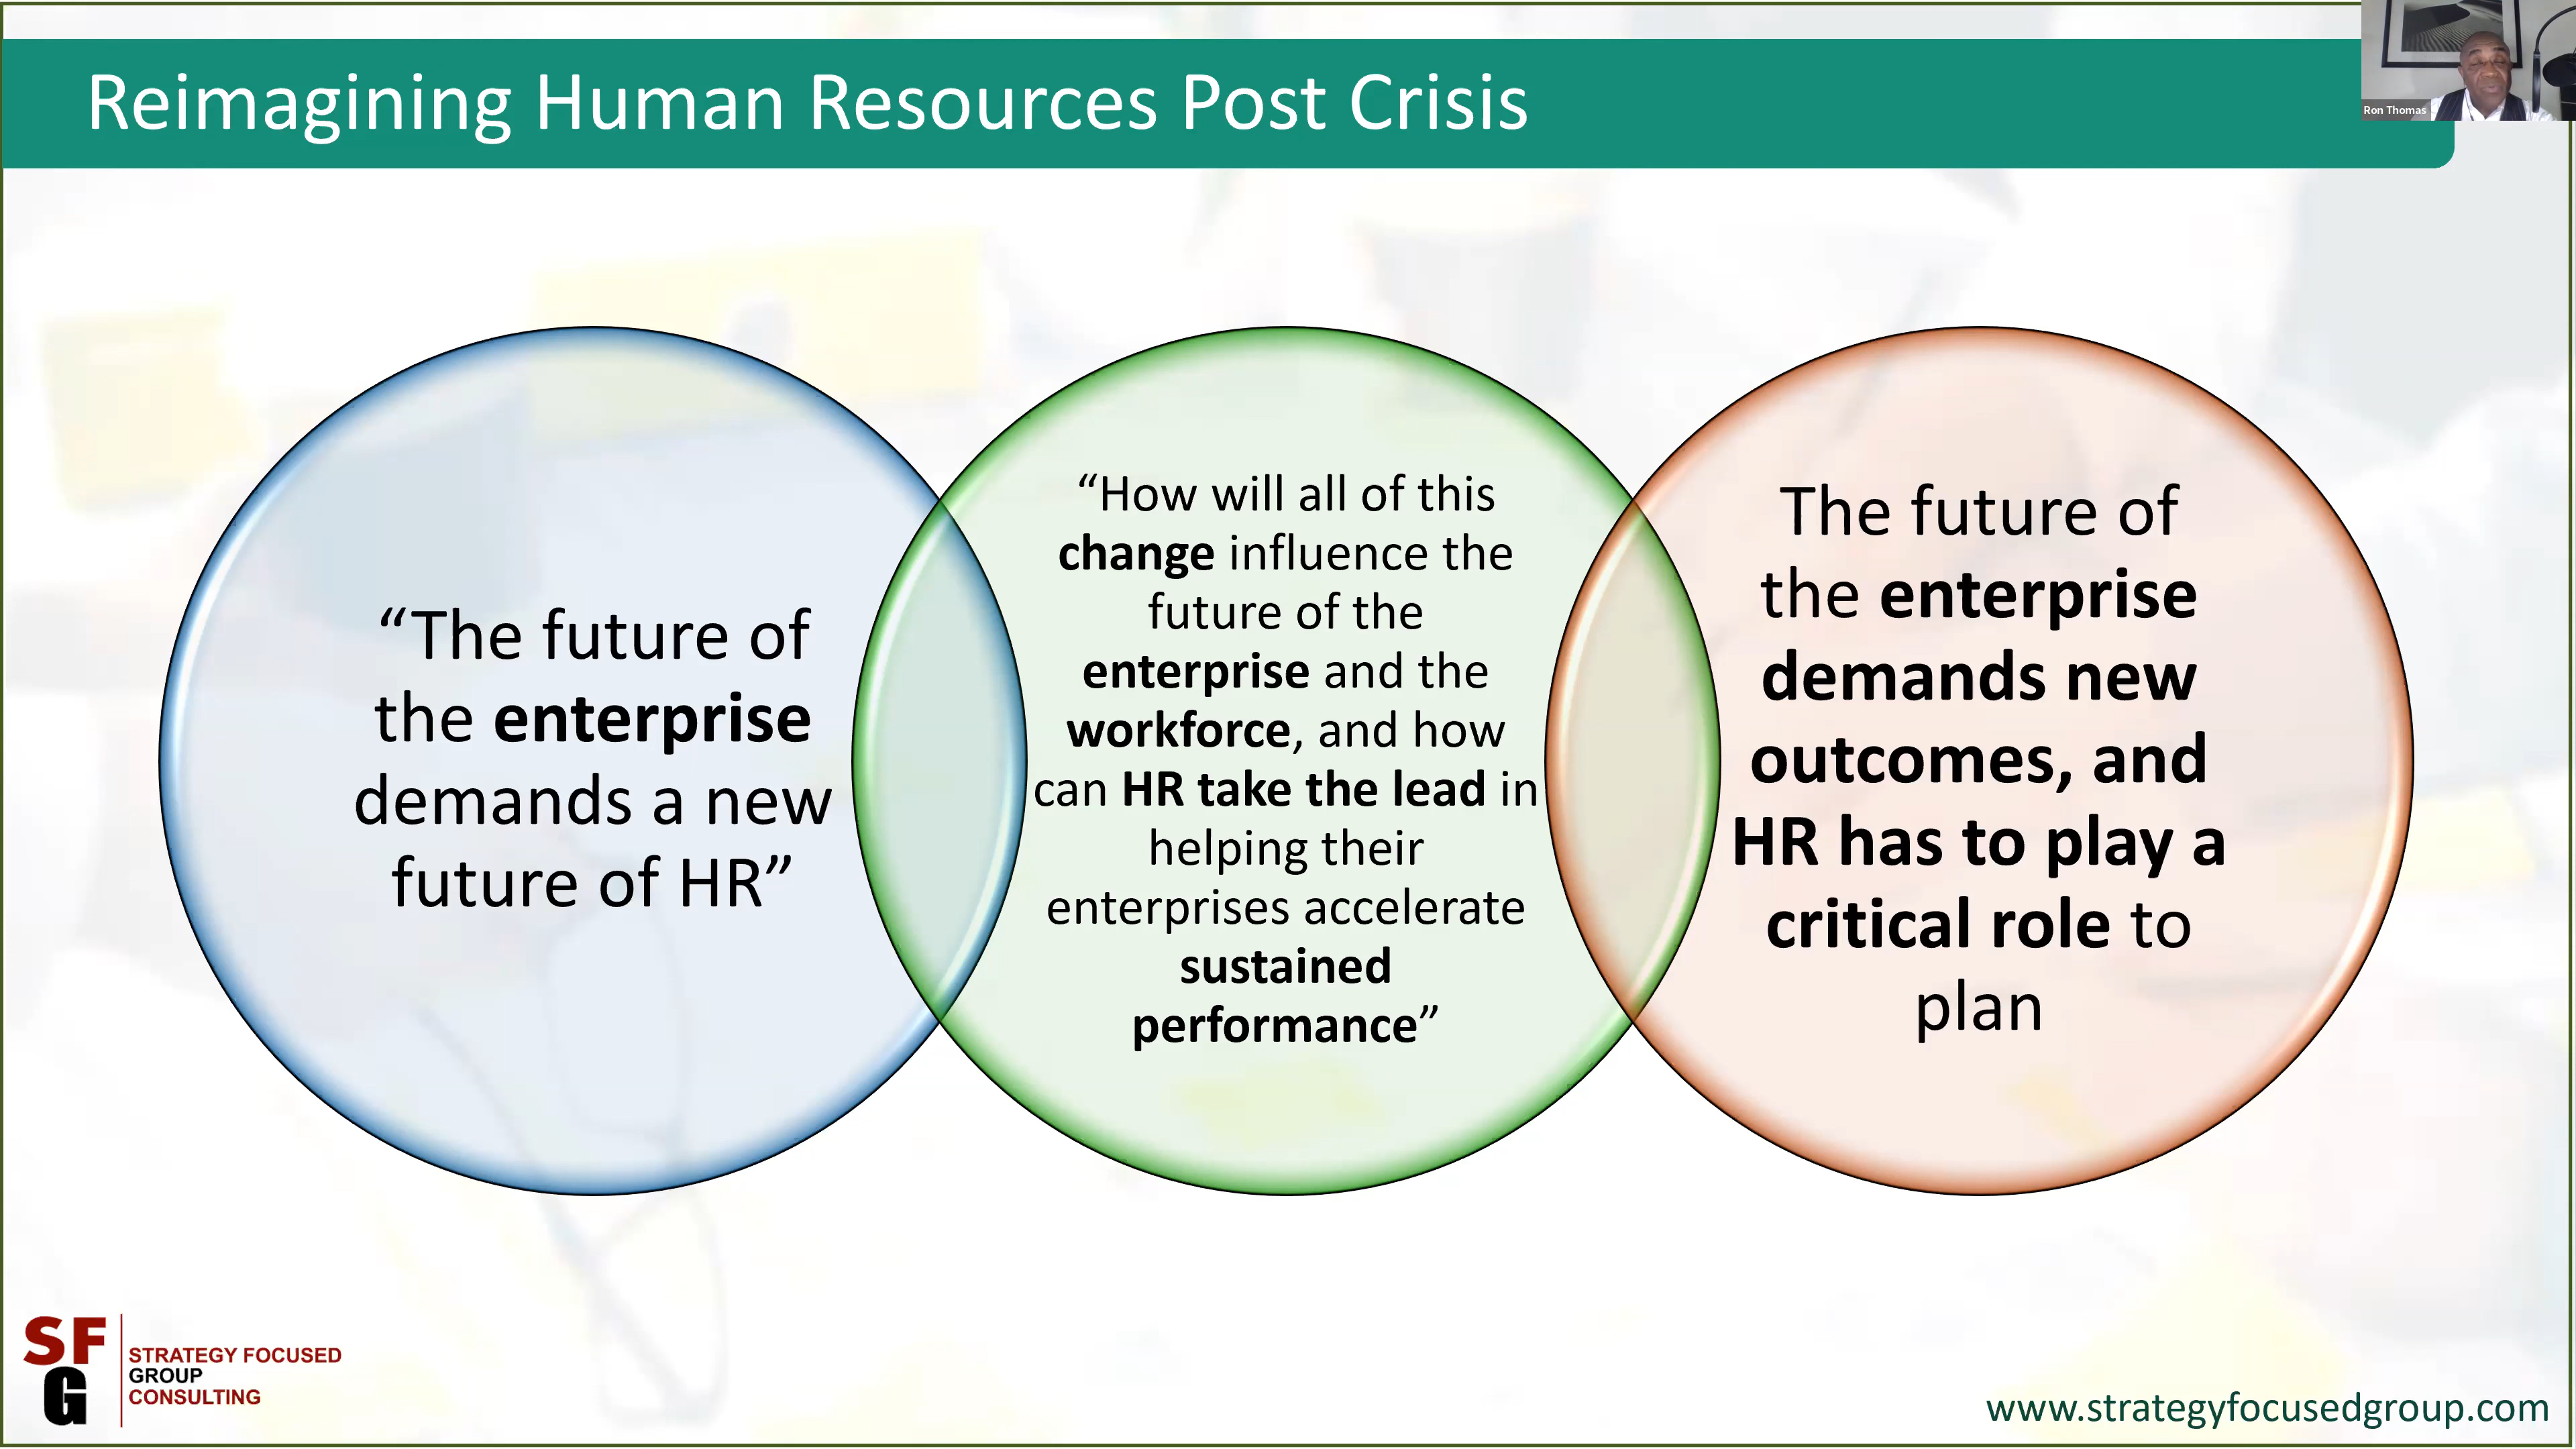 Reimagining Human Resources Post Crisis
Ron Thomas
“The future of
the enterprise
demands a new
future of HR”
“How will all of this
change influence the
future of the
enterprise and the
workforce, and how
can HR take the lead in
helping their
enterprises accelerate
sustained
performance”
The future of
the enterprise
demands new
outcomes, and
HR has to play a
critical role to
plan
SF
G
STRATEGY FOCUSED
GROUP
CONSULTING
www.strategyfocusedgroup.com